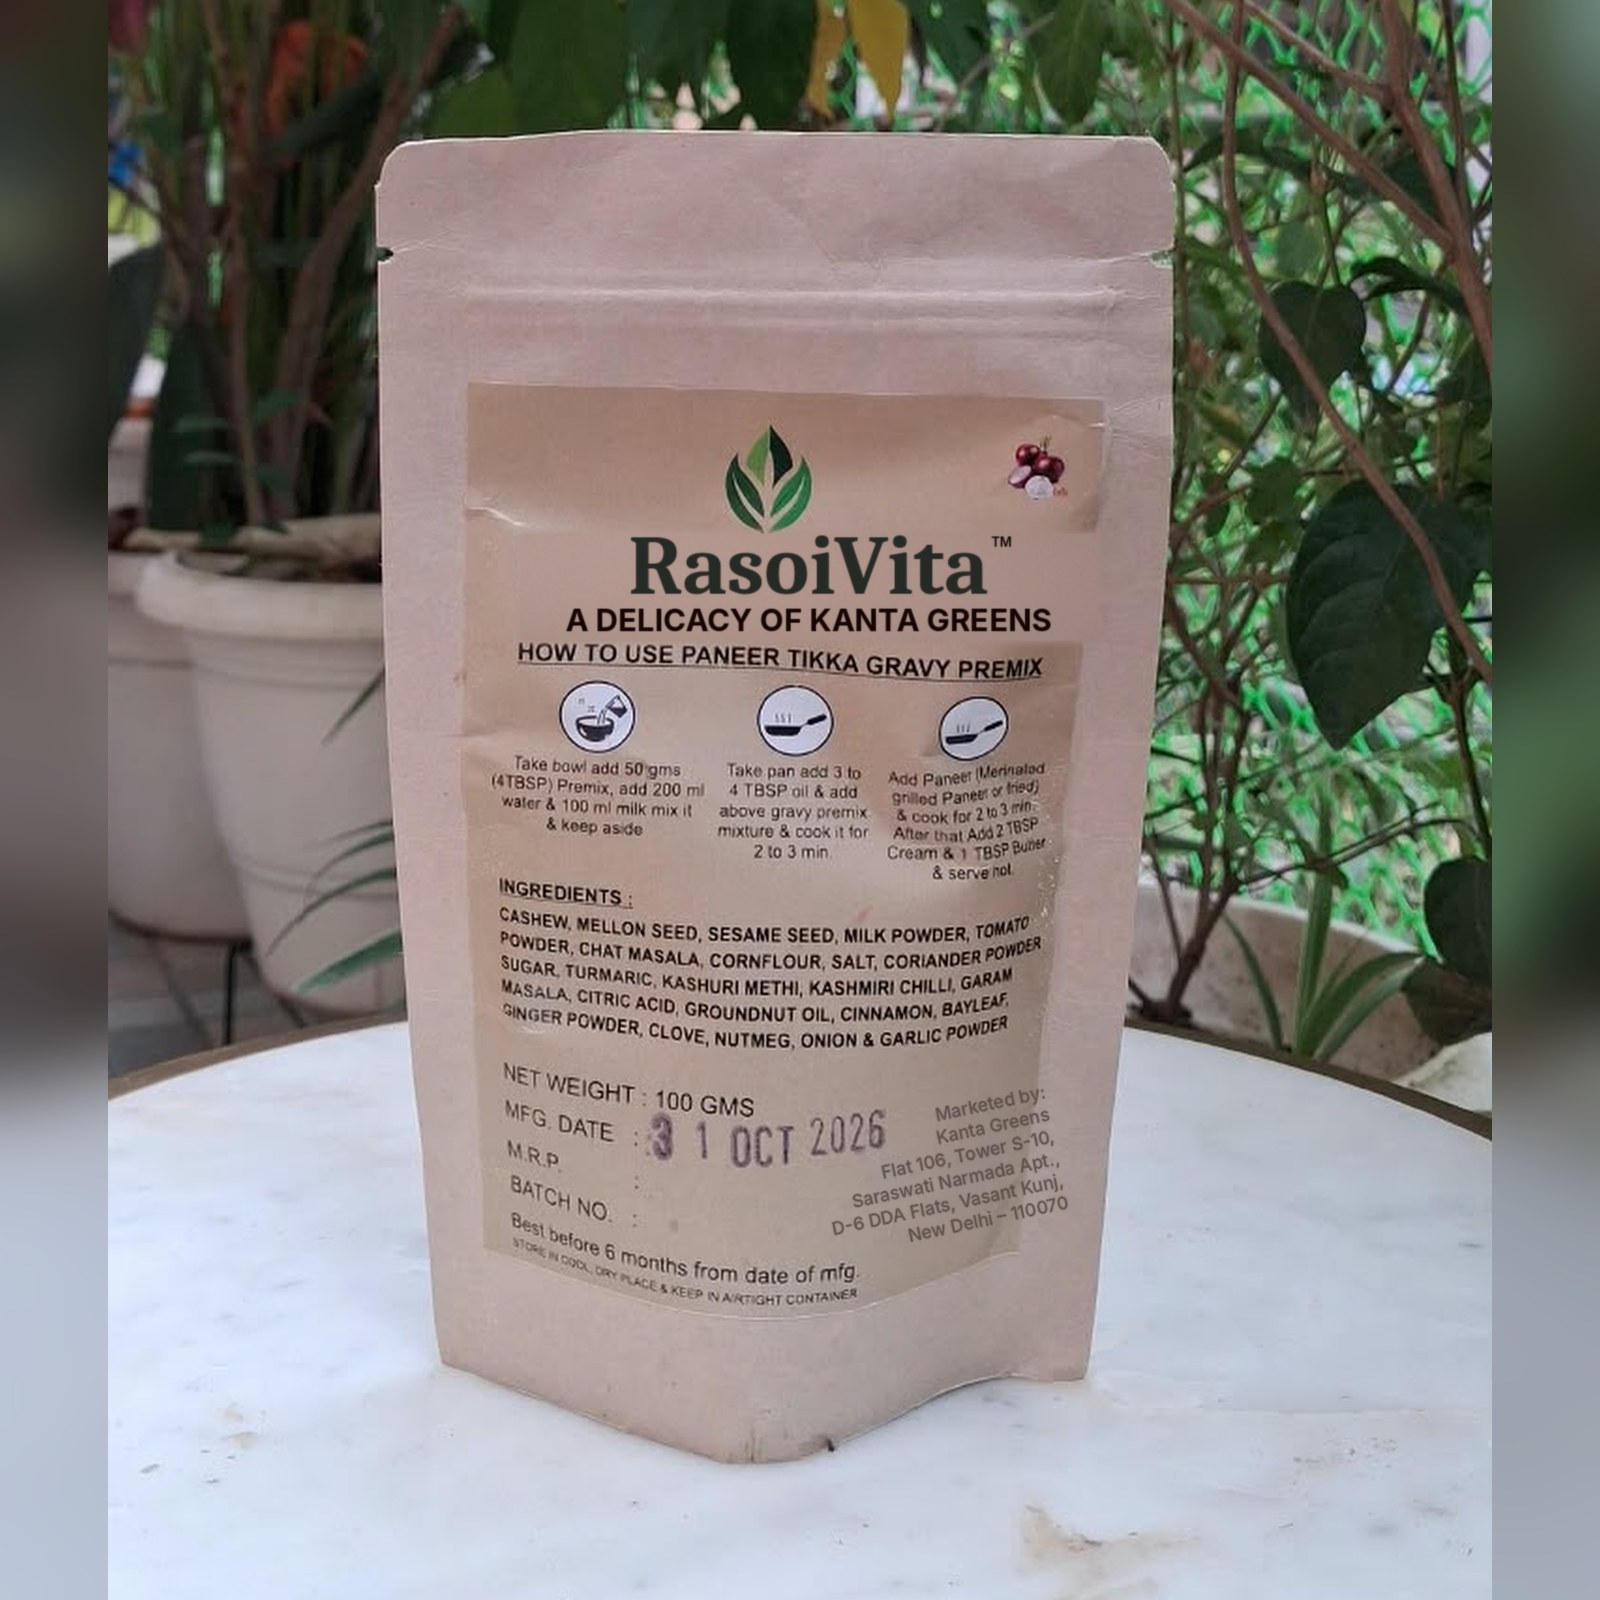 RasoiVita™
A DELICACY OF KANTA GREENS
HOW TO USE PANEER TIKKA GRAVY PREMIX
Take bowl add 50 gms
(4TBSP) Premix, add 200 ml
water & 100 ml milk mix it
& keep aside
Take pan add 3 to
4 TBSP oil & add
above gravy premix
mixture & cook it for
2 to 3 min.
Add Paneer (Merinated
grilled Paneer or fried)
& cook for 2 to 3 min.
After that Add 2 TBSP
Cream & 1 TBSP Butter
& serve hot.
INGREDIENTS :
CASHEW, MELLON SEED, SESAME SEED, MILK POWDER, TOMATO
POWDER, CHAT MASALA, CORNFLOUR, SALT, CORIANDER POWDER
SUGAR, TURMARIC, KASHURI METHI, KASHMIRI CHILLI, GARAM
MASALA, CITRIC ACID, GROUNDNUT OIL, CINNAMON, BAYLEAF,
GINGER POWDER, CLOVE, NUTMEG, ONION & GARLIC POWDER
NET WEIGHT : 100 GMS
MFG. DATE : 31 OCT 2026
M.R.P. :
BATCH NO. :
Best before 6 months from date of mfg.
STORE IN COOL, DRY PLACE & KEEP IN AIRTIGHT CONTAINER
Marketed by:
Kanta Greens
Flat 106, Tower S-10,
Saraswati Narmada Apt.,
D-6 DDA Flats, Vasant Kunj,
New Delhi – 110070